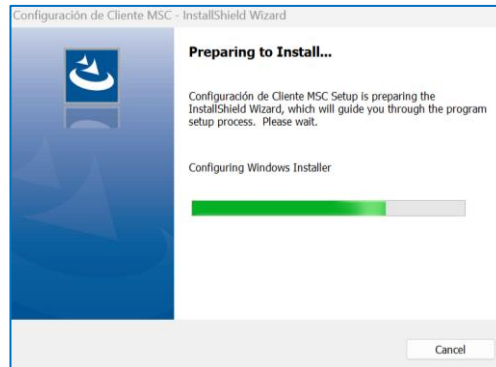 Configuración de Cliente MSC - InstallShield Wizard
Preparing to Install...
Configuración de Cliente MSC Setup is preparing the
InstallShield Wizard, which will guide you through the program
setup process. Please wait.
Configuring Windows Installer
Cancel